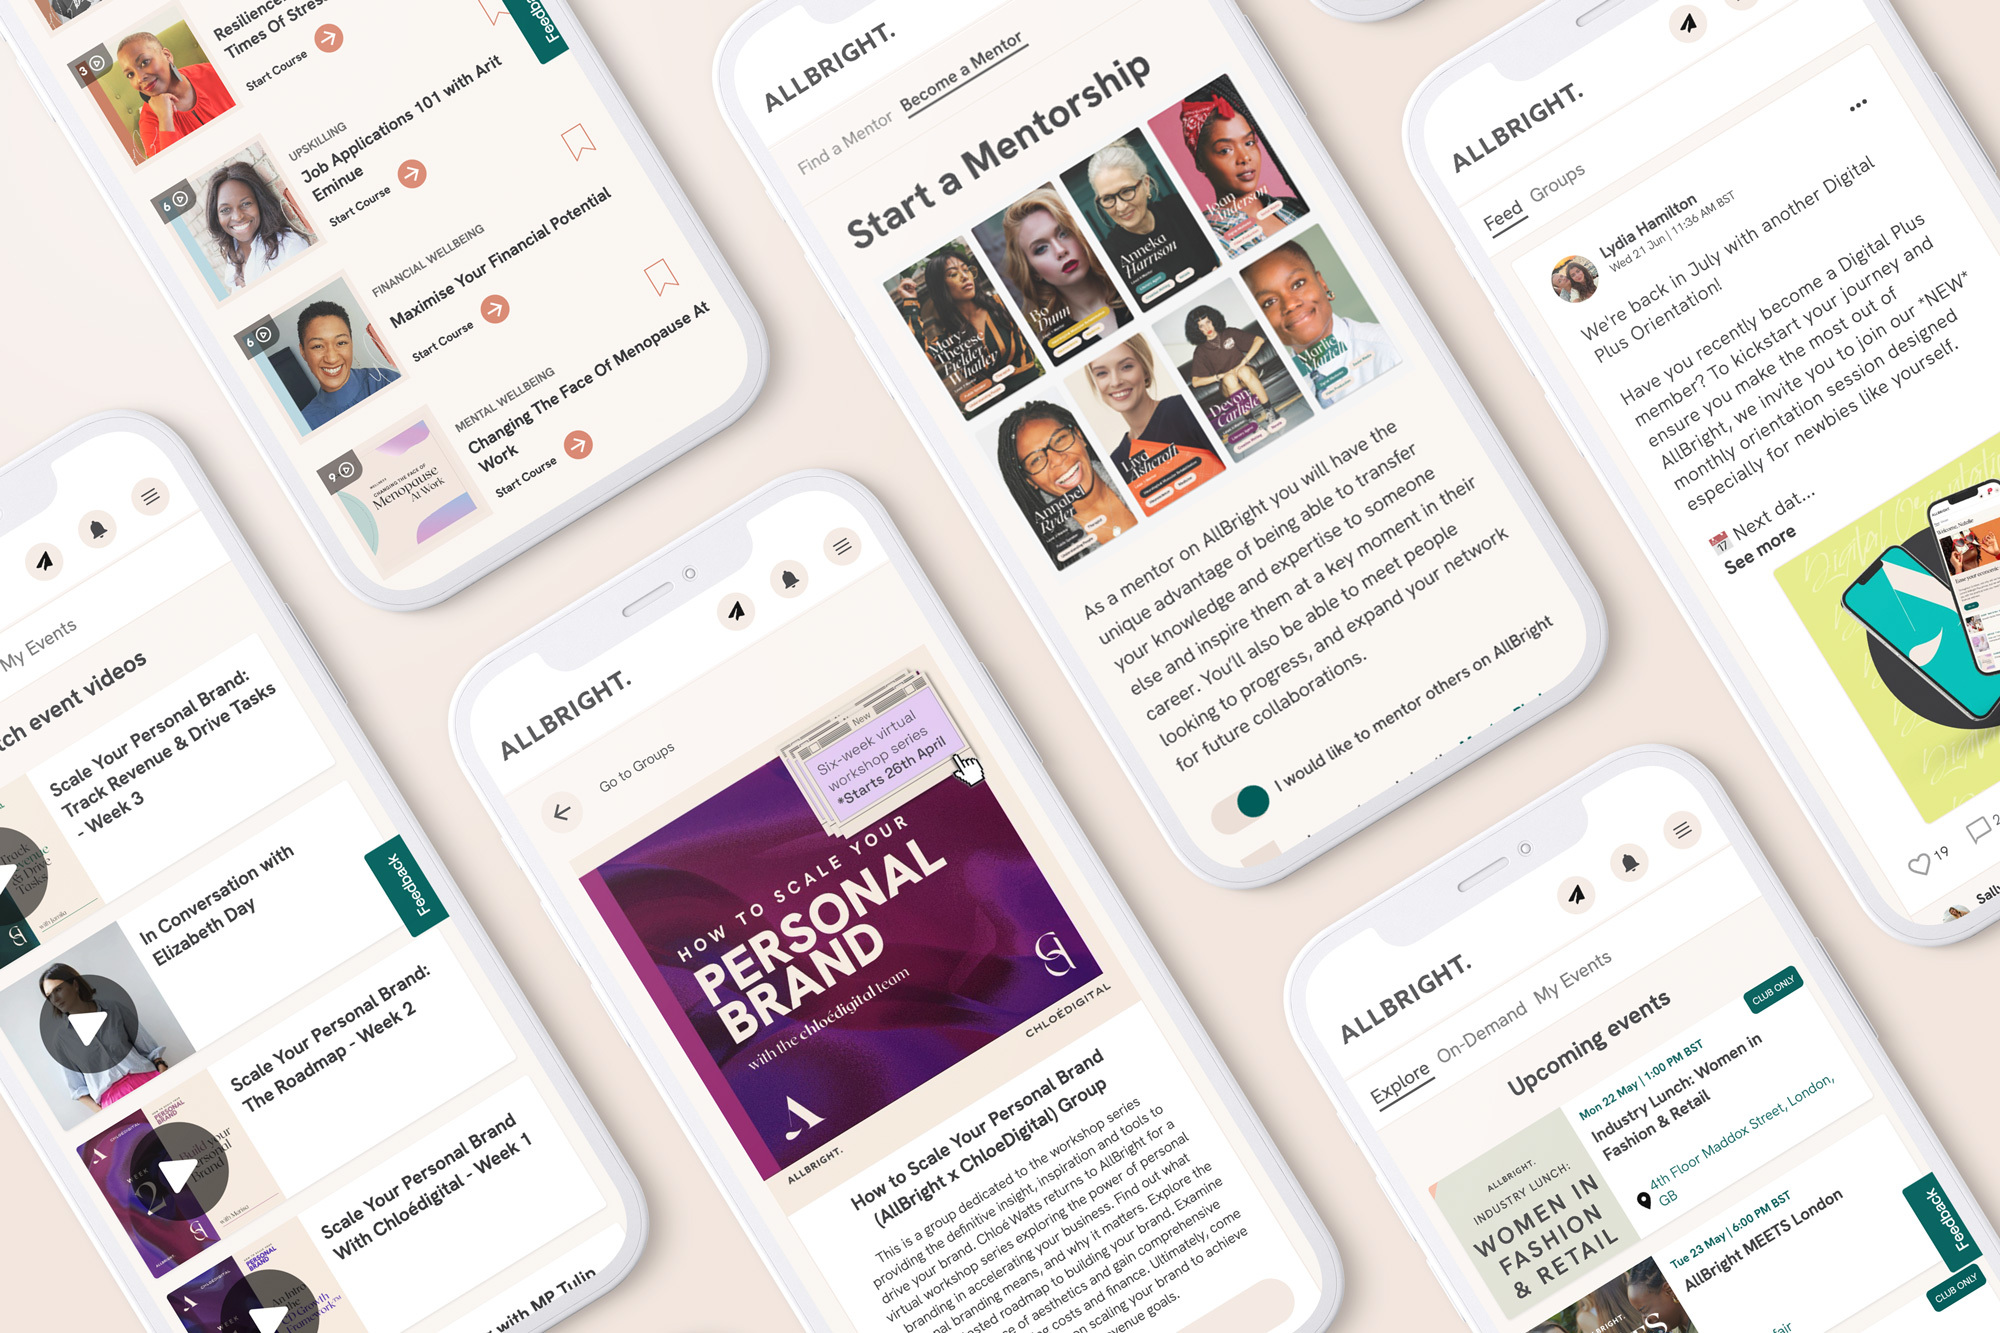 Resilience
Times Of Stress
Start Course
3
Feedback
UPSKILLING
Job Applications 101 with Arit
Eminue
Start Course
6
FINANCIAL WELLBEING
Maximise Your Financial Potential
Start Course
6
MENTAL WELLBEING
Changing The Face Of Menopause At
Work
Start Course
9
WELLNESS
CHANGING THE FACE OF
Menopause
At Work
ALLBRIGHT.
Find a Mentor Become a Mentor
Start a Mentorship
Mary-
Therese
Fielder
Whalley
Bo
Dunn
Anneka
Harrison
Joan
Anderson
Annabel
Ryder
Liv
Ashcroft
Devon
Carlisle
As a mentor on AllBright you will have the
unique advantage of being able to transfer
your knowledge and expertise to someone
else and inspire them at a key moment in their
career. You'll also be able to meet people
looking to progress, and expand your network
for future collaborations.
I would like to mentor others on AllBright
ALLBRIGHT.
Feed Groups
Lydia Hamilton
Wed 21 Jun | 11:36 AM BST
We're back in July with another Digital
Plus Orientation!
Have you recently become a Digital Plus
member? To kickstart your journey and
ensure you make the most out of
AllBright, we invite you to join our *NEW*
monthly orientation session designed
especially for newbies like yourself.
17 Next dat...
See more
19
2
Sally
My Events
tch event videos
Scale Your Personal Brand:
Track Revenue & Drive Tasks
- Week 3
In Conversation with
Elizabeth Day
Feedback
Scale Your Personal Brand:
The Roadmap - Week 2
Scale Your Personal Brand
With Chloédigital - Week 1
with MP Tulip
ALLBRIGHT.
Go to Groups
New
Six-week virtual
workshop series
*Starts 26th April
HOW TO SCALE YOUR
PERSONAL
BRAND
with the chloédigital team
ALLBRIGHT.
CHLOÉDIGITAL
How to Scale Your Personal Brand
(AllBright x ChloeDigital) Group
This is a group dedicated to the workshop series
providing the definitive insight, inspiration and tools to
drive your brand. Chloé Watts returns to AllBright for a
virtual workshop series exploring the power of personal
branding in accelerating your business. Find out what
nal branding means, and why it matters. Explore the
sted roadmap to building your brand. Examine
ce of aesthetics and gain comprehensive
g costs and finance. Ultimately, come
on scaling your brand to achieve
venue goals.
ALLBRIGHT.
Explore On-Demand My Events
Upcoming events
CLUB ONLY
Mon 22 May | 1:00 PM BST
Industry Lunch: Women in
Fashion & Retail
4th Floor Maddox Street, London,
GB
ALLBRIGHT.
INDUSTRY LUNCH:
WOMEN IN
FASHION
& RETAIL
Tue 23 May | 6:00 PM BST
AllBright MEETS London
Feedback
CLUB ONLY
ALLBRIGHT.